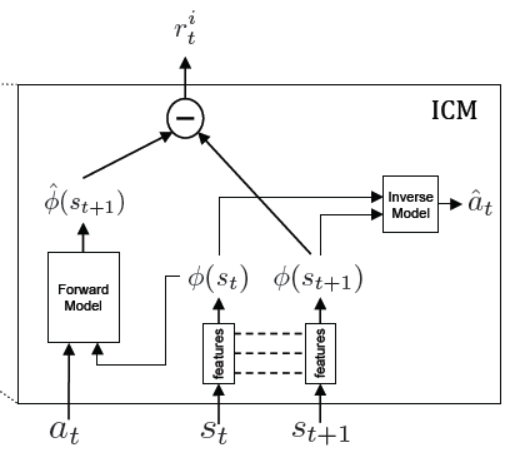 r_t^i
−
ICM
ϕ̂(s_{t+1})
Inverse
Model
â_t
Forward
Model
ϕ(s_t)
ϕ(s_{t+1})
features
features
a_t
s_t
s_{t+1}